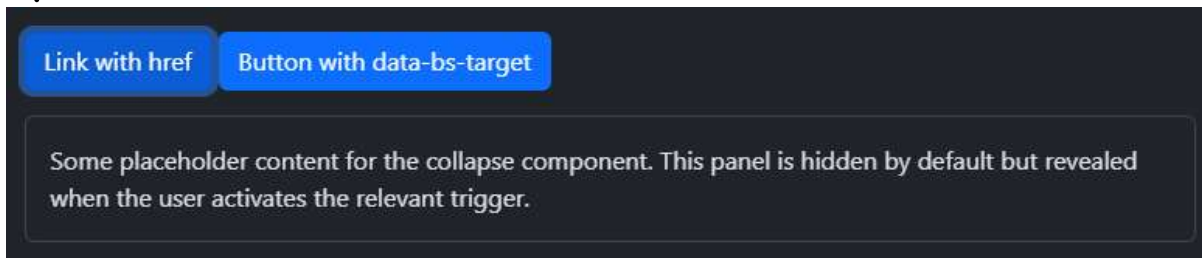 Link with href
Button with data-bs-target
Some placeholder content for the collapse component. This panel is hidden by default but revealed
when the user activates the relevant trigger.